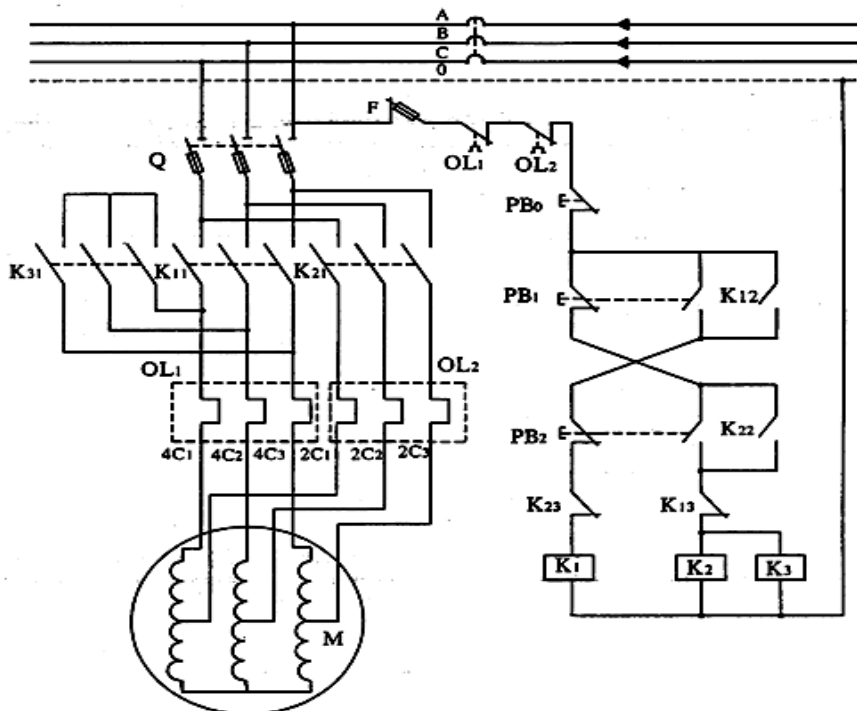 A
B
C
0
F
OL1
OL2
Q
PB0
K31
K11
K21
PB1
K12
OL1
OL2
PB2
K22
4C1
4C2
4C3
2C1
2C2
2C3
K23
K13
K1
K2
K3
M